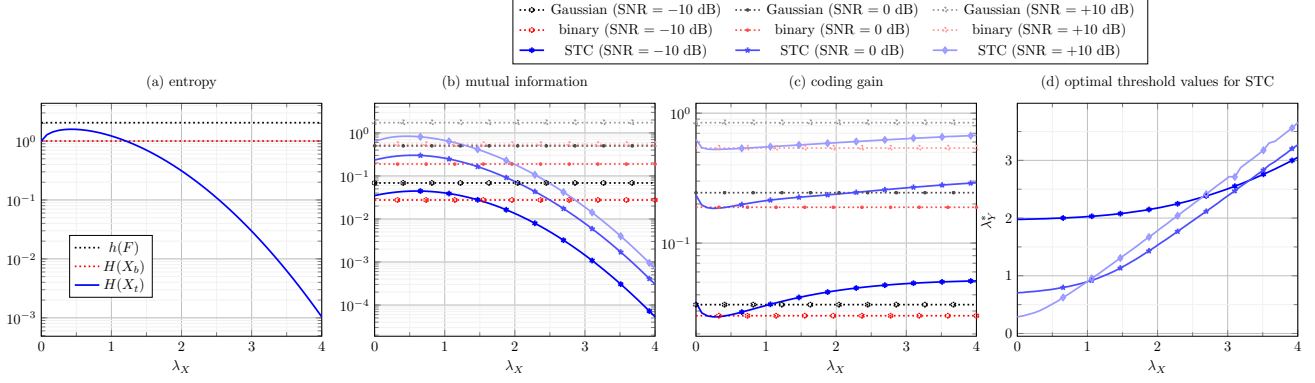 Gaussian (SNR = −10 dB) Gaussian (SNR = 0 dB) Gaussian (SNR = +10 dB)
binary (SNR = −10 dB) binary (SNR = 0 dB) binary (SNR = +10 dB)
STC (SNR = −10 dB) STC (SNR = 0 dB) STC (SNR = +10 dB)
(a) entropy
10^0
10^{−1}
10^{−2}
10^{−3}
h(F)
H(X_b)
H(X_t)
0 1 2 3 4
λ_X
(b) mutual information
10^0
10^{−1}
10^{−2}
10^{−3}
10^{−4}
0 1 2 3 4
λ_X
(c) coding gain
10^0
10^{−1}
0 1 2 3 4
λ_X
(d) optimal threshold values for STC
λ*_Y
3
2
1
0
0 1 2 3 4
λ_X